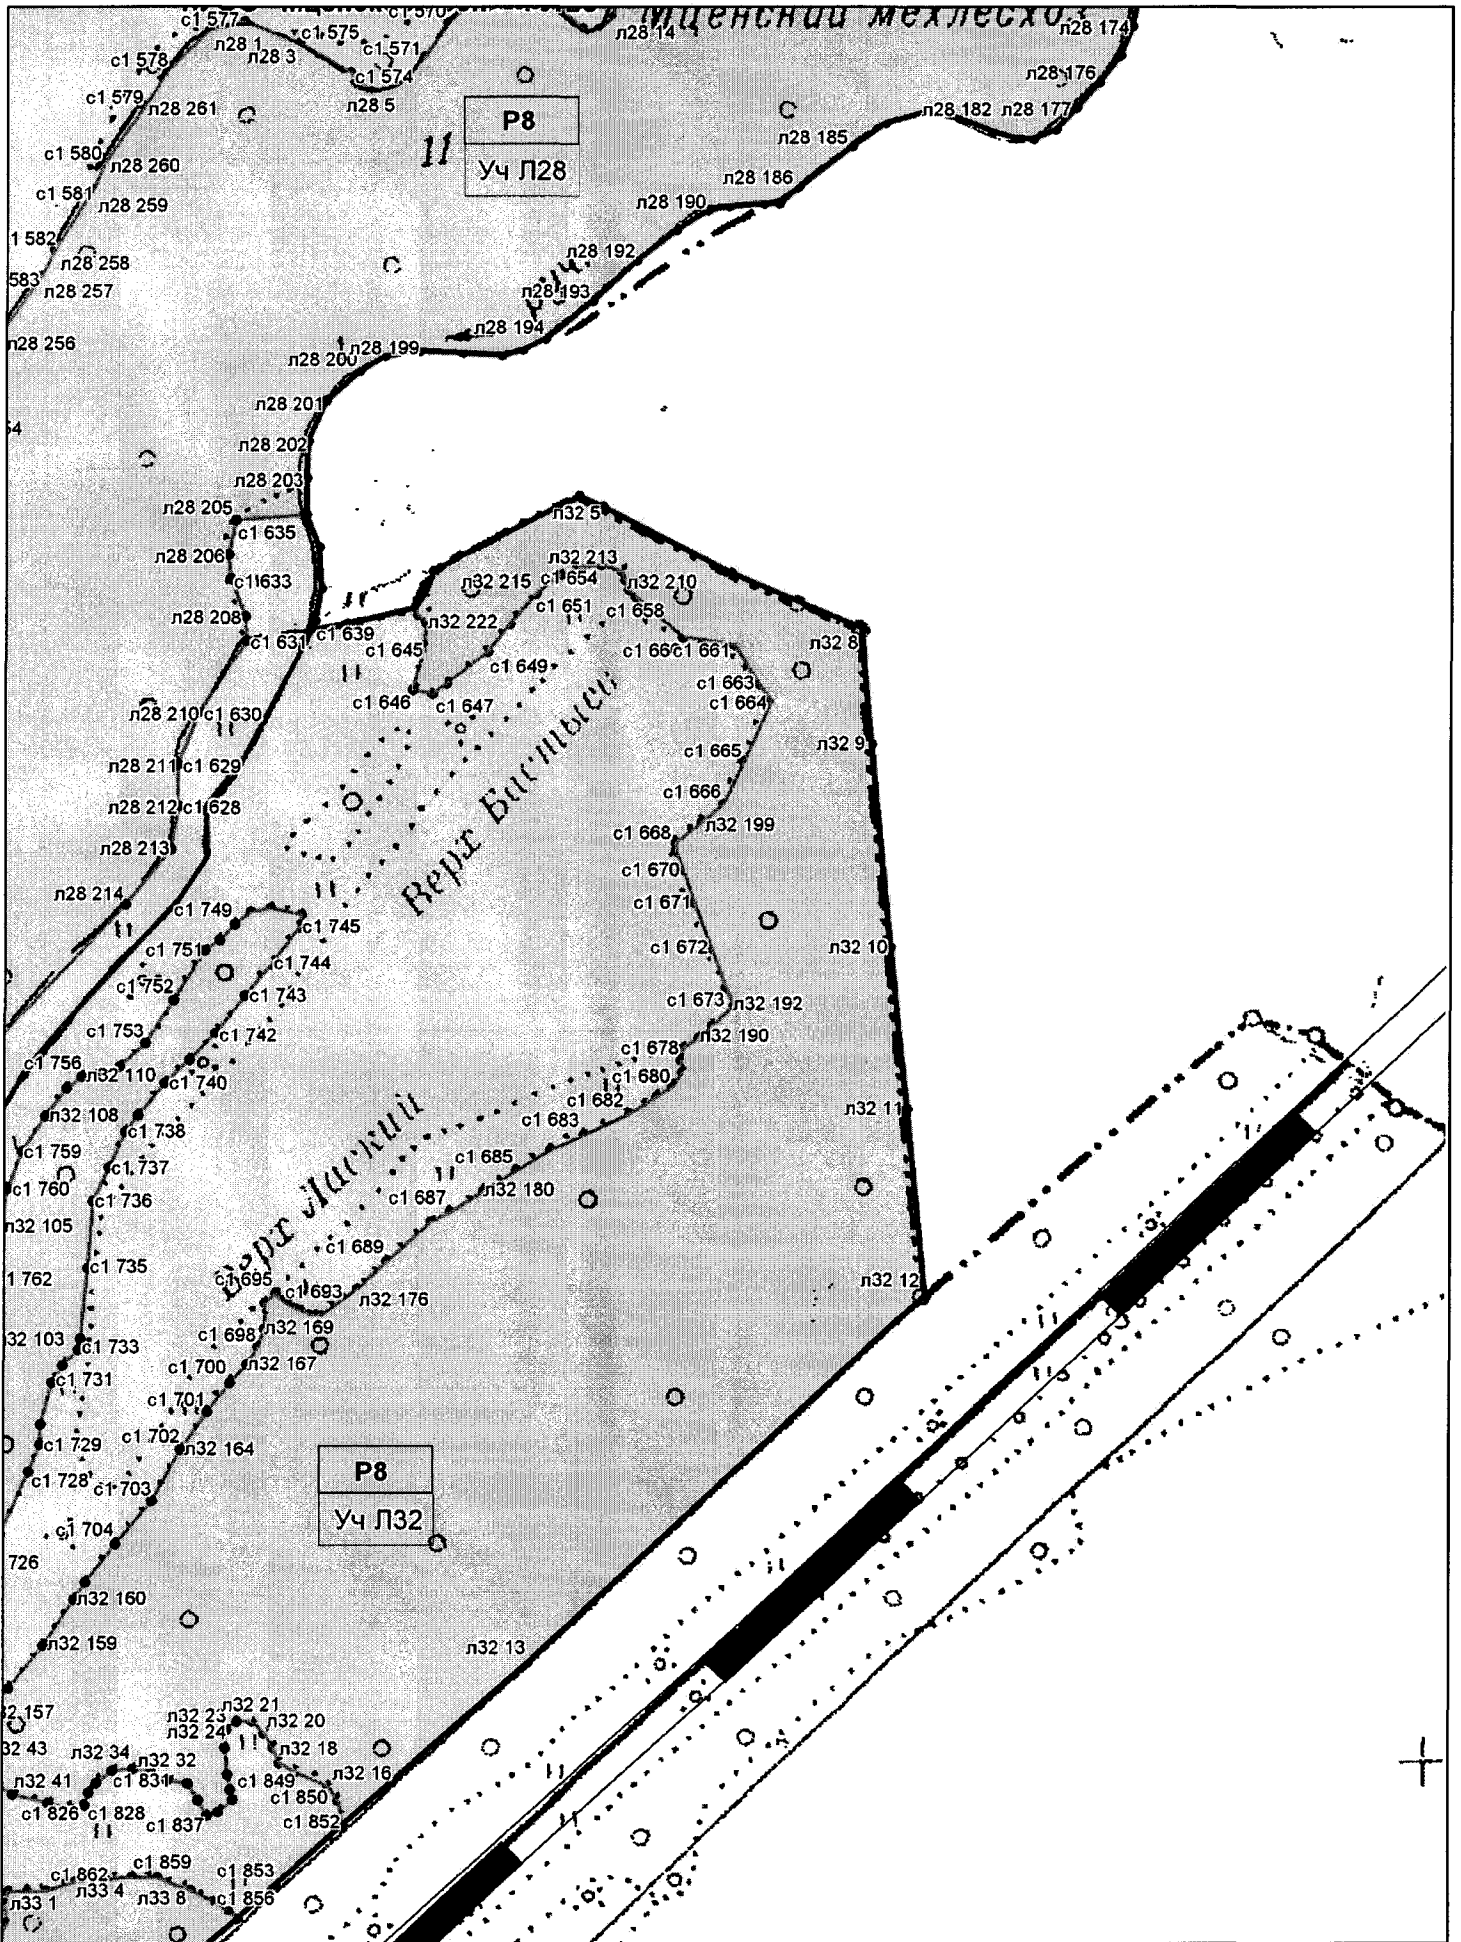 с1 577
л28 1
л28 3
с1 575
с1 570
с1 571
с1 574
л28 5
л28 14
Мценский мехлесхоз
л28 174
л28 176
л28 177
л28 182
л28 185
л28 186
с1 578
с1 579
л28 261
с1 580
л28 260
с1 581
л28 259
1 582
л28 258
583
л28 257
л28 256
11
Р8
Уч Л28
л28 190
л28 192
л28 193
л28 194
л28 199
л28 200
л28 201
54
л28 202
л28 203
л28 205
с1 635
л28 206
с1 633
л28 208
с1 631
с1 639
л32 5
л32 213
л32 215
с1 654
л32 210
с1 651
с1 658
л32 222
с1 645
с1 649
с1 661
л32 8
с1 646
с1 647
с1 663
с1 664
л28 210
с1 630
л28 211
с1 629
с1 665
л32 9
л28 212
с1 628
с1 666
л32 199
л28 213
с1 668
с1 670
л28 214
с1 671
Верх
с1 749
с1 745
с1 751
с1 672
л32 10
с1 744
с1 752
с1 743
с1 673
л32 192
с1 753
с1 742
л32 190
с1 756
л32 110
с1 740
с1 678
с1 680
л32 108
с1 738
с1 682
с1 683
л32 11
с1 759
с1 737
с1 685
с1 760
с1 736
с1 687
л32 180
л32 105
Верх
с1 689
1 762
с1 735
с1 695
с1 693
л32 176
л32 12
32 103
с1 733
с1 698
л32 169
с1 731
с1 700
л32 167
с1 701
с1 729
с1 702
л32 164
с1 728
с1 703
Р8
Уч Л32
с1 704
726
л32 160
л32 159
л32 13
32 157
л32 23
л32 21
л32 24
л32 20
32 43
л32 34
л32 32
л32 18
л32 41
с1 831
с1 849
л32 16
с1 826
с1 828
с1 837
с1 850
с1 852
с1 862
с1 859
с1 853
л33 1
л33 4
л33 8
с1 856